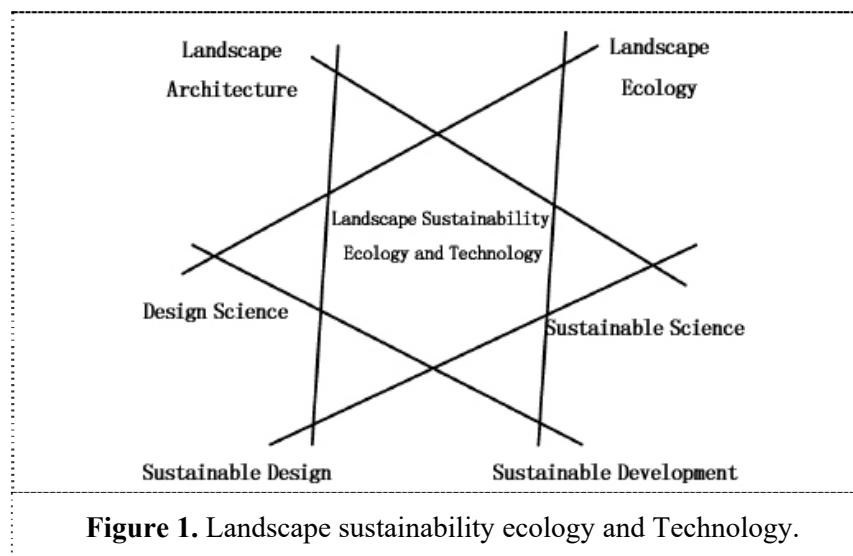 Landscape
Architecture
Landscape
Ecology
Landscape Sustainability
Ecology and Technology
Design Science
Sustainable Science
Sustainable Design
Sustainable Development
Figure 1. Landscape sustainability ecology and Technology.